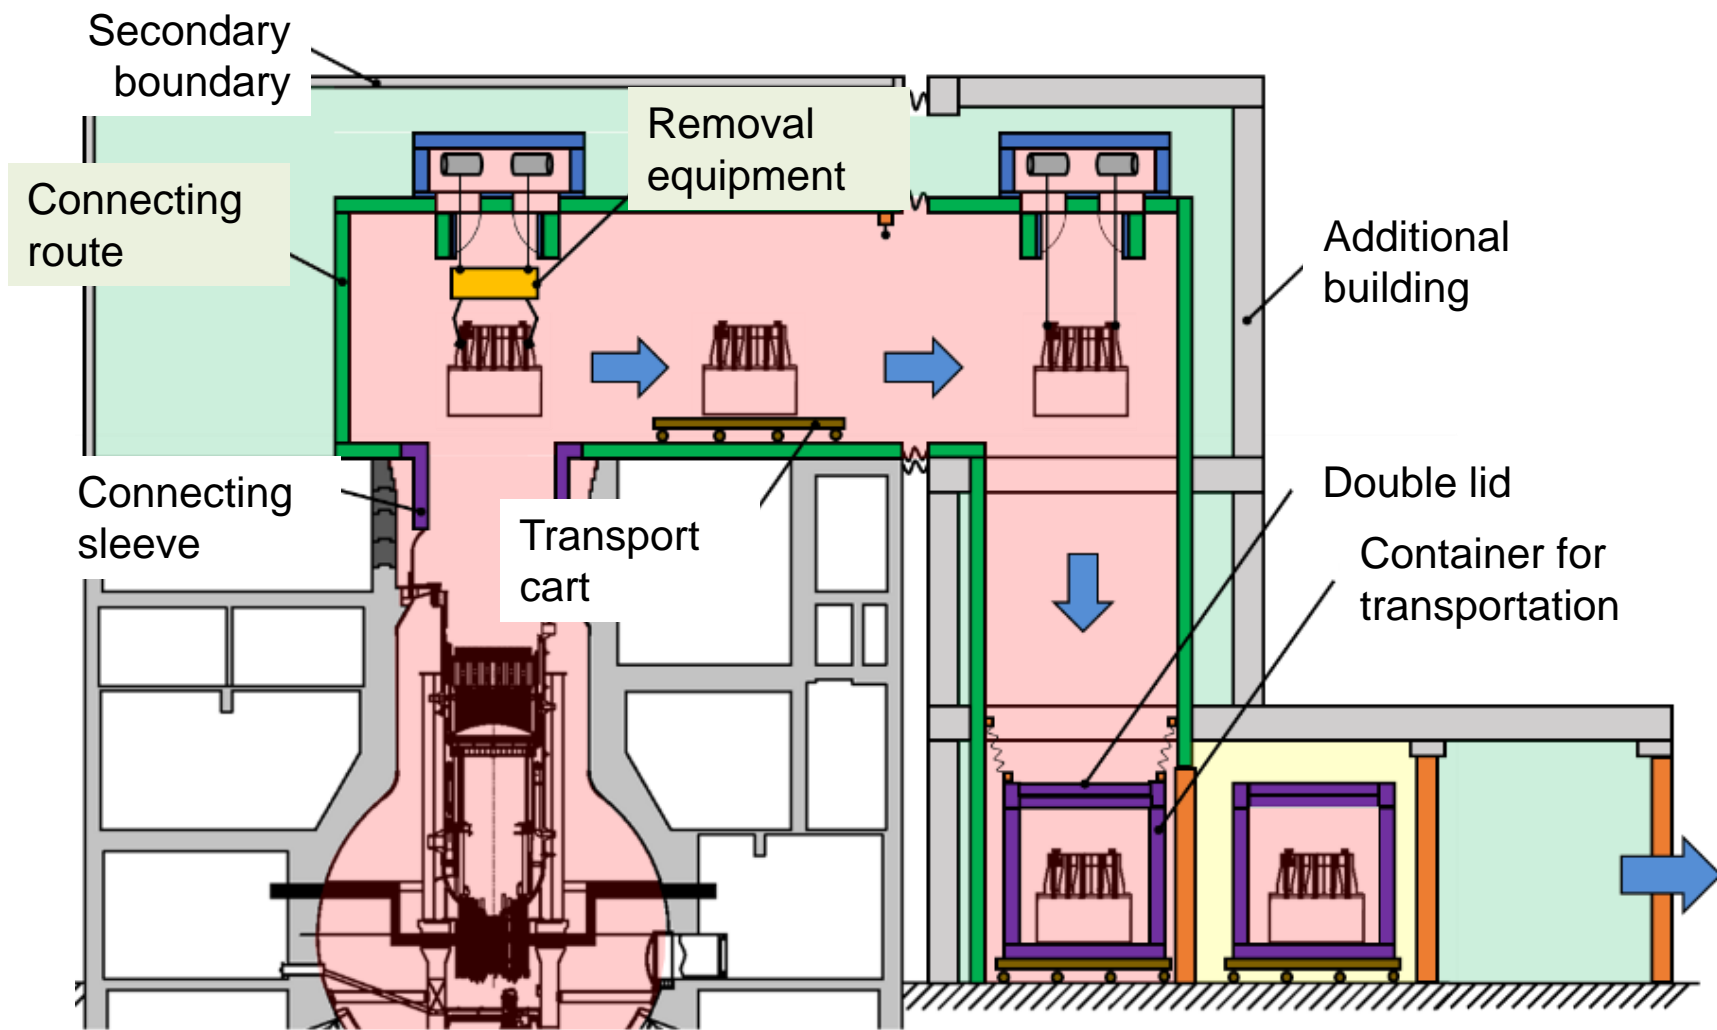 Secondary
boundary
Removal
equipment
Connecting
route
Additional
building
Connecting
sleeve
Transport
cart
Double lid
Container for
transportation